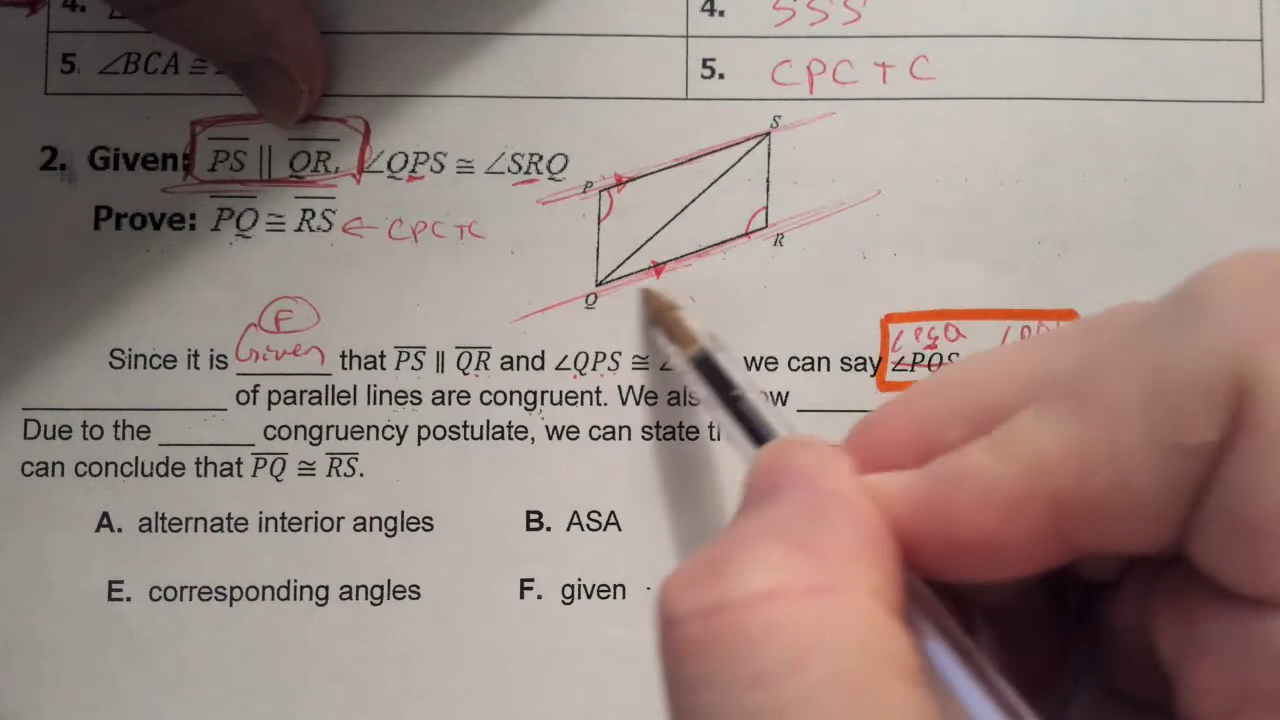 4. 4. SSS
5. ∠BCA ≅ 5. CPCTC
2. Given: PS || QR, ∠QPS ≅ ∠SRQ
Prove: PQ ≅ RS ← CPCTC
S
P
R
Q
F
∠PSQ
Since it is Given that PS || QR and ∠QPS ≅ ∠ we can say ∠PQS
of parallel lines are congruent. We
Due to the congruency postulate, we can state
can conclude that PQ ≅ RS.
A. alternate interior angles B. ASA
E. corresponding angles F. given